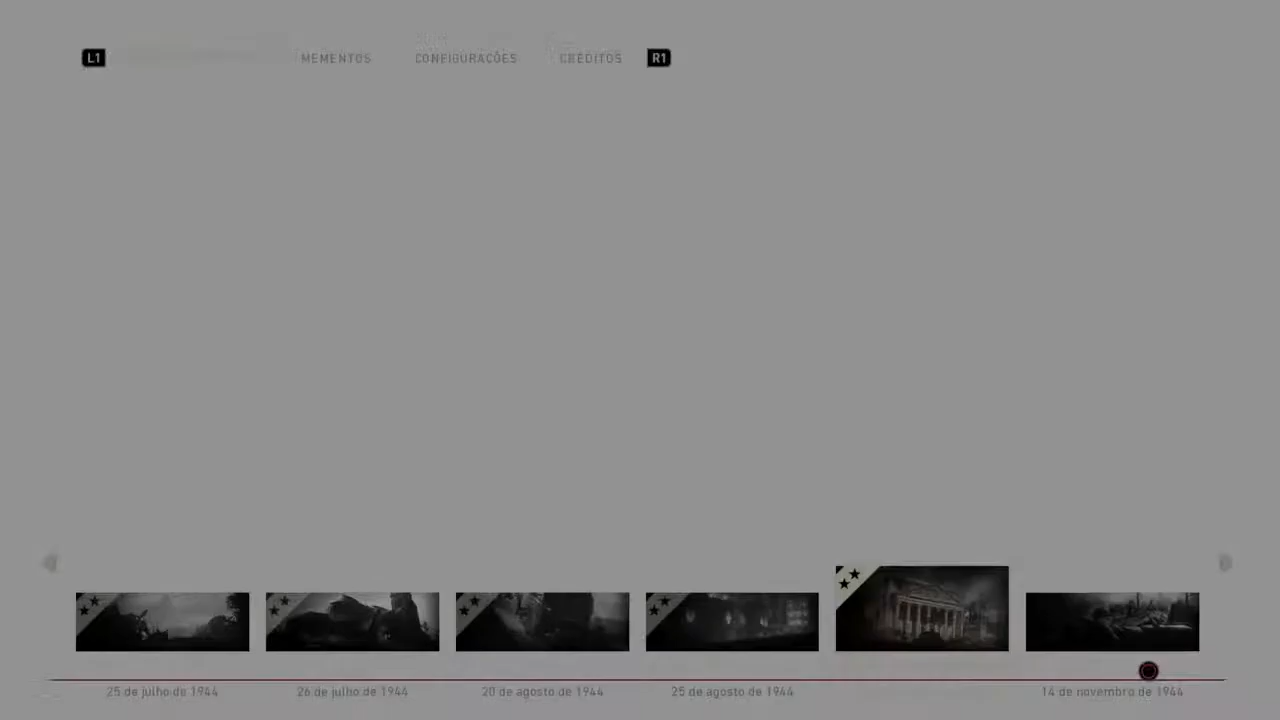 L1 MEMENTOS CONFIGURAÇÕES CRÉDITOS R1
25 de julho de 1944 26 de julho de 1944 20 de agosto de 1944 25 de agosto de 1944 14 de novembro de 1944